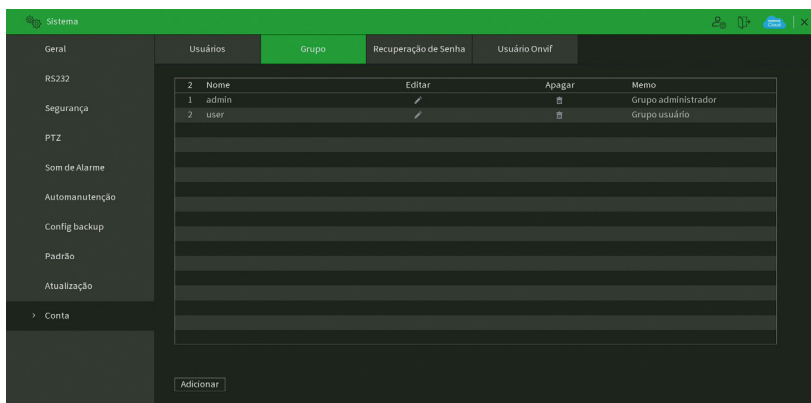 Sistema
Geral
RS232
Segurança
PTZ
Som de Alarme
Automanutenção
Config backup
Padrão
Atualização
> Conta
Usuários Grupo Recuperação de Senha Usuário Onvif
2 Nome Editar Apagar Memo
1 admin Grupo administrador
2 user Grupo usuário
Adicionar